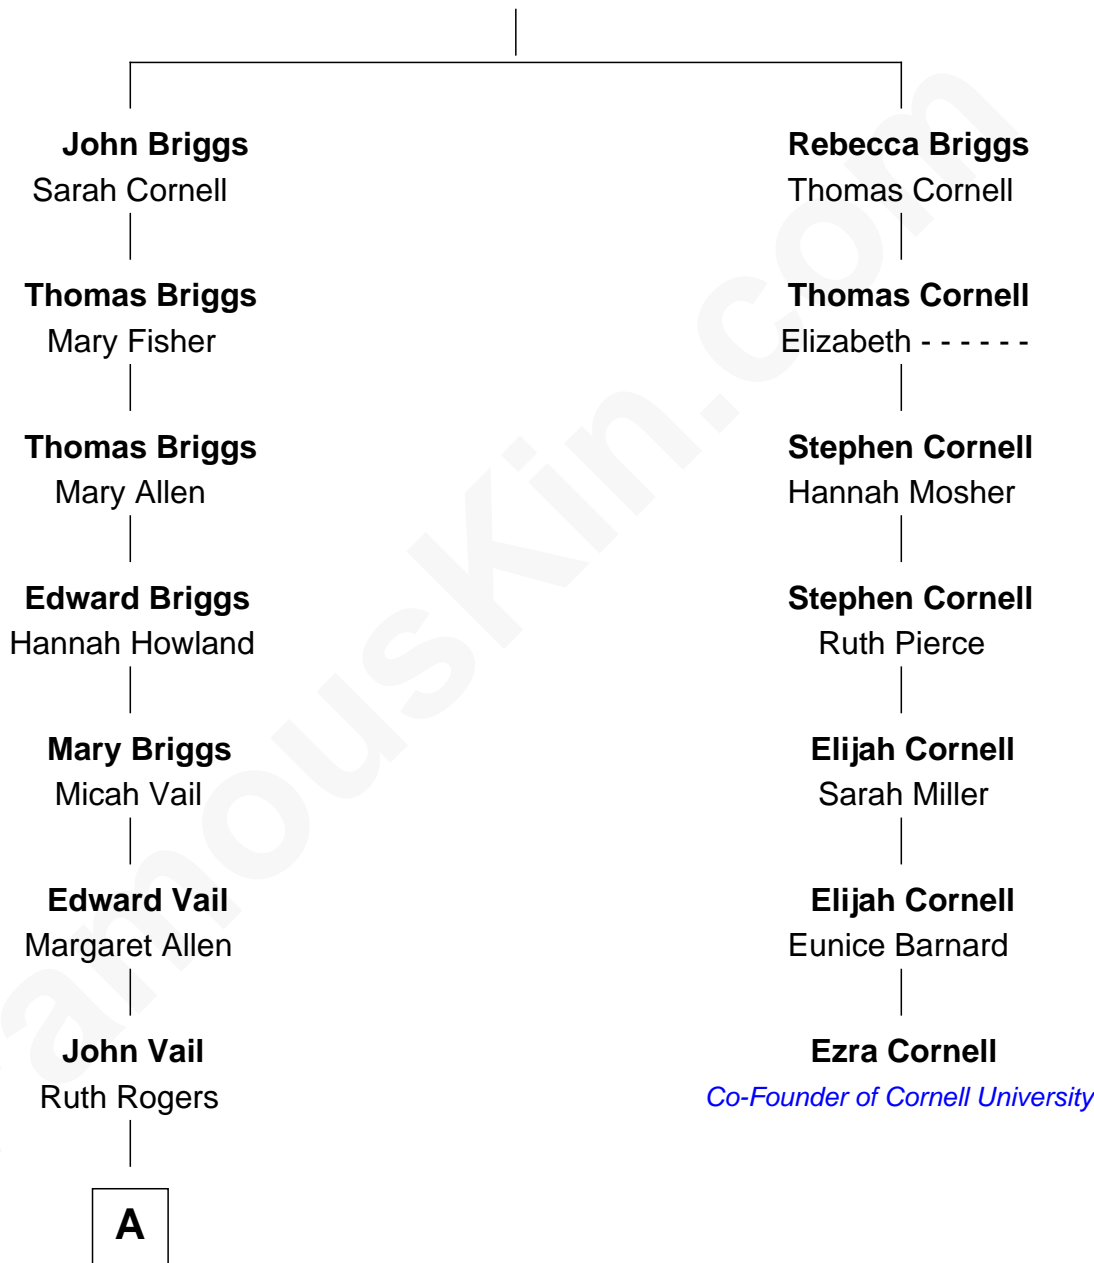 John Briggs
Sarah Cornell
Thomas Briggs
Mary Fisher
Thomas Briggs
Mary Allen
Edward Briggs
Hannah Howland
Mary Briggs
Micah Vail
Edward Vail
Margaret Allen
John Vail
Ruth Rogers
A
Rebecca Briggs
Thomas Cornell
Thomas Cornell
Elizabeth - - - - - -
Stephen Cornell
Hannah Mosher
Stephen Cornell
Ruth Pierce
Elijah Cornell
Sarah Miller
Elijah Cornell
Eunice Barnard
Ezra Cornell
Co-Founder of Cornell University
amouskin.com